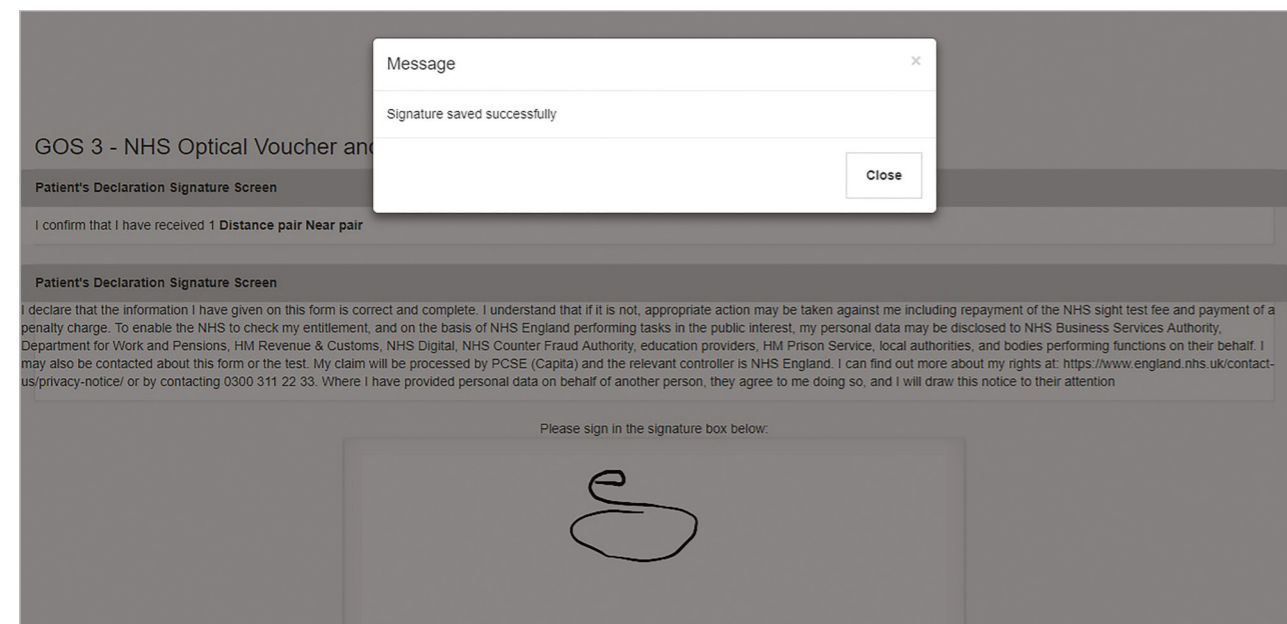 Message
×
Signature saved successfully
Close
GOS 3 - NHS Optical Voucher an
Patient's Declaration Signature Screen
I confirm that I have received 1 Distance pair Near pair
Patient's Declaration Signature Screen
I declare that the information I have given on this form is correct and complete. I understand that if it is not, appropriate action may be taken against me including repayment of the NHS sight test fee and payment of a
penalty charge. To enable the NHS to check my entitlement, and on the basis of NHS England performing tasks in the public interest, my personal data may be disclosed to NHS Business Services Authority,
Department for Work and Pensions, HM Revenue & Customs, NHS Digital, NHS Counter Fraud Authority, education providers, HM Prison Service, local authorities, and bodies performing functions on their behalf. I
may also be contacted about this form or the test. My claim will be processed by PCSE (Capita) and the relevant controller is NHS England. I can find out more about my rights at: https://www.england.nhs.uk/contact-
us/privacy-notice/ or by contacting 0300 311 22 33. Where I have provided personal data on behalf of another person, they agree to me doing so, and I will draw this notice to their attention
Please sign in the signature box below: